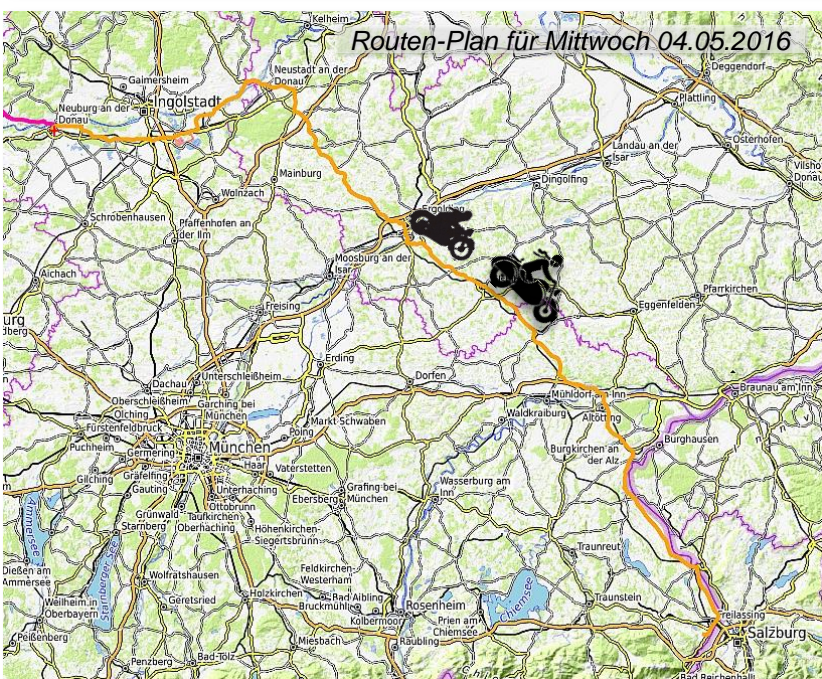 Kelheim
Routen-Plan für Mittwoch 04.05.2016
Deggendorf
Gaimersheim
Neustadt an der
Donau
Ingolstadt
Plattling
Neuburg an der
Donau
Osterhofen
Landau an der
Isar
Mainburg
Dingolfing
Vilsho
Donau
Wolnzach
Schrobenhausen
Pfaffenhofen an
der Ilm
Moosburg an der
Isar
Aichach
Pfarrkirchen
Eggenfelden
Freising
urg
dberg
Erding
Dorfen
Dachau
Unterschleißheim
Braunau am Inn
Oberschleißheim
Garching bei
München
Mühldorf am Inn
Olching
Waldkraiburg
Altötting
Fürstenfeldbruck
Markt Schwaben
Poing
Puchheim
München
Burghausen
Germering
Burgkirchen an
der Alz
Haar
Vaterstetten
Gilching
Gräfelfing
Gauting
Unterhaching
Ottobrunn
Ebersberg
Grafing bei
München
Wasserburg am
Inn
Ammersee
Grünwald
Taufkirchen
Oberhaching
Starnberg
Höhenkirchen-
Siegertsbrunn
Starnberger See
Traunreut
Dießen am
Ammersee
Feldkirchen-
Westerham
Wolfratshausen
Chiemsee
Traunstein
Weilheim in
Oberbayern
Geretsried
Holzkirchen
Bad Aibling
Bruckmühl
Rosenheim
Freilassing
Kolbermoor
Prien am
Chiemsee
Peißenberg
Miesbach
Raubling
Salzburg
Penzberg
Bad Tölz
Bad Reichenhall